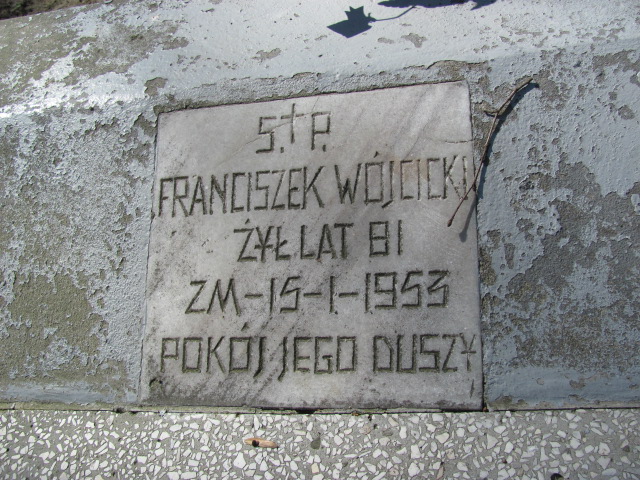 Ś.†P.
FRANCISZEK WÓJCICKI
ŻYŁ LAT 81
ZM-15-1-1953
POKÓJ JEGO DUSZY